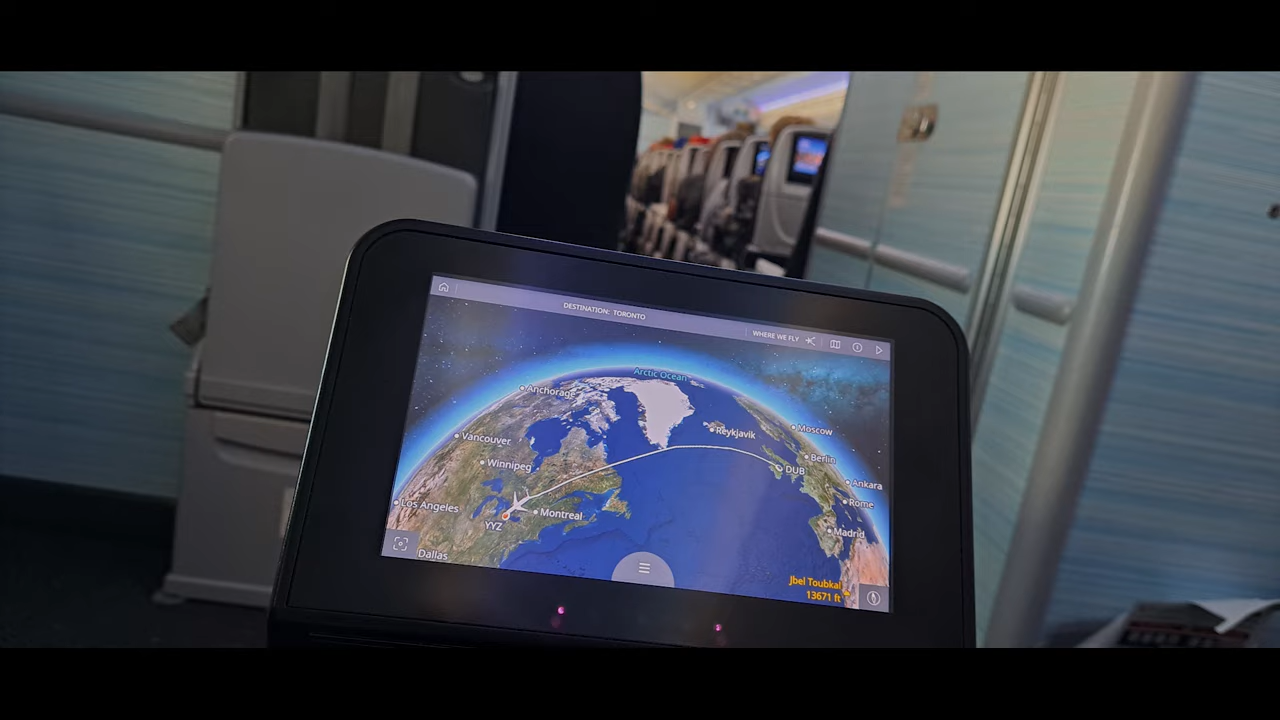 DESTINATION: TORONTO
WHERE WE FLY
Arctic Ocean
Anchorage
Moscow
Reykjavik
Vancouver
Berlin
Winnipeg
DUB
Ankara
Los Angeles
Rome
YYZ
Montreal
Madrid
Dallas
Jbel Toubkal
13671 ft